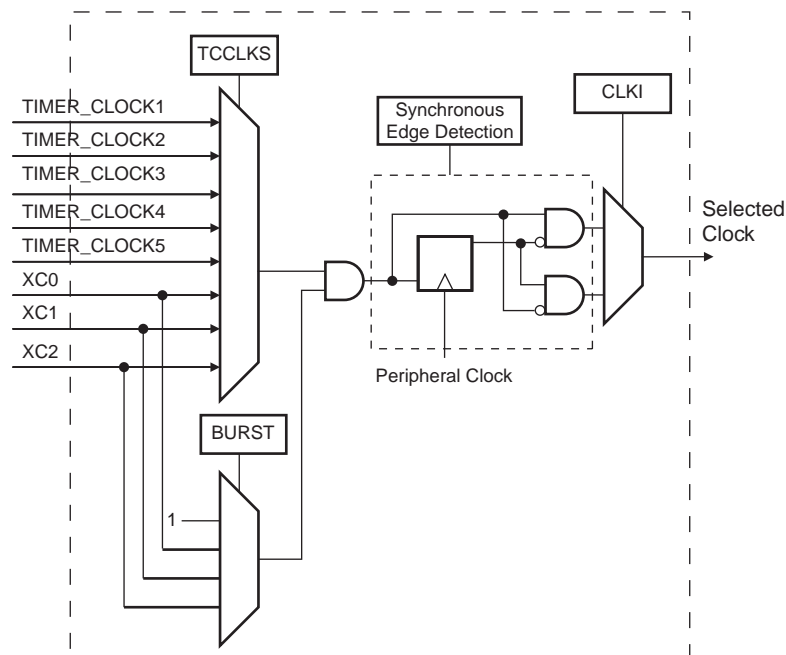 TCCLKS
TIMER_CLOCK1
TIMER_CLOCK2
TIMER_CLOCK3
TIMER_CLOCK4
TIMER_CLOCK5
XC0
XC1
XC2
Synchronous
Edge Detection
CLKI
Selected
Clock
Peripheral Clock
BURST
1